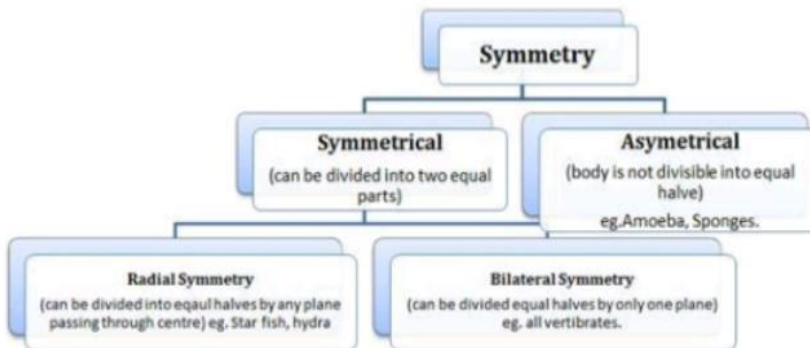 Symmetry
Symmetrical
(can be divided into two equal
parts)
Asymetrical
(body is not divisible into equal
halve)
eg.Amoeba, Sponges.
Radial Symmetry
(can be divided into eqaul halves by any plane
passing through centre) eg. Star fish, hydra
Bilateral Symmetry
(can be divided equal halves by only one plane)
eg. all vertibrates.